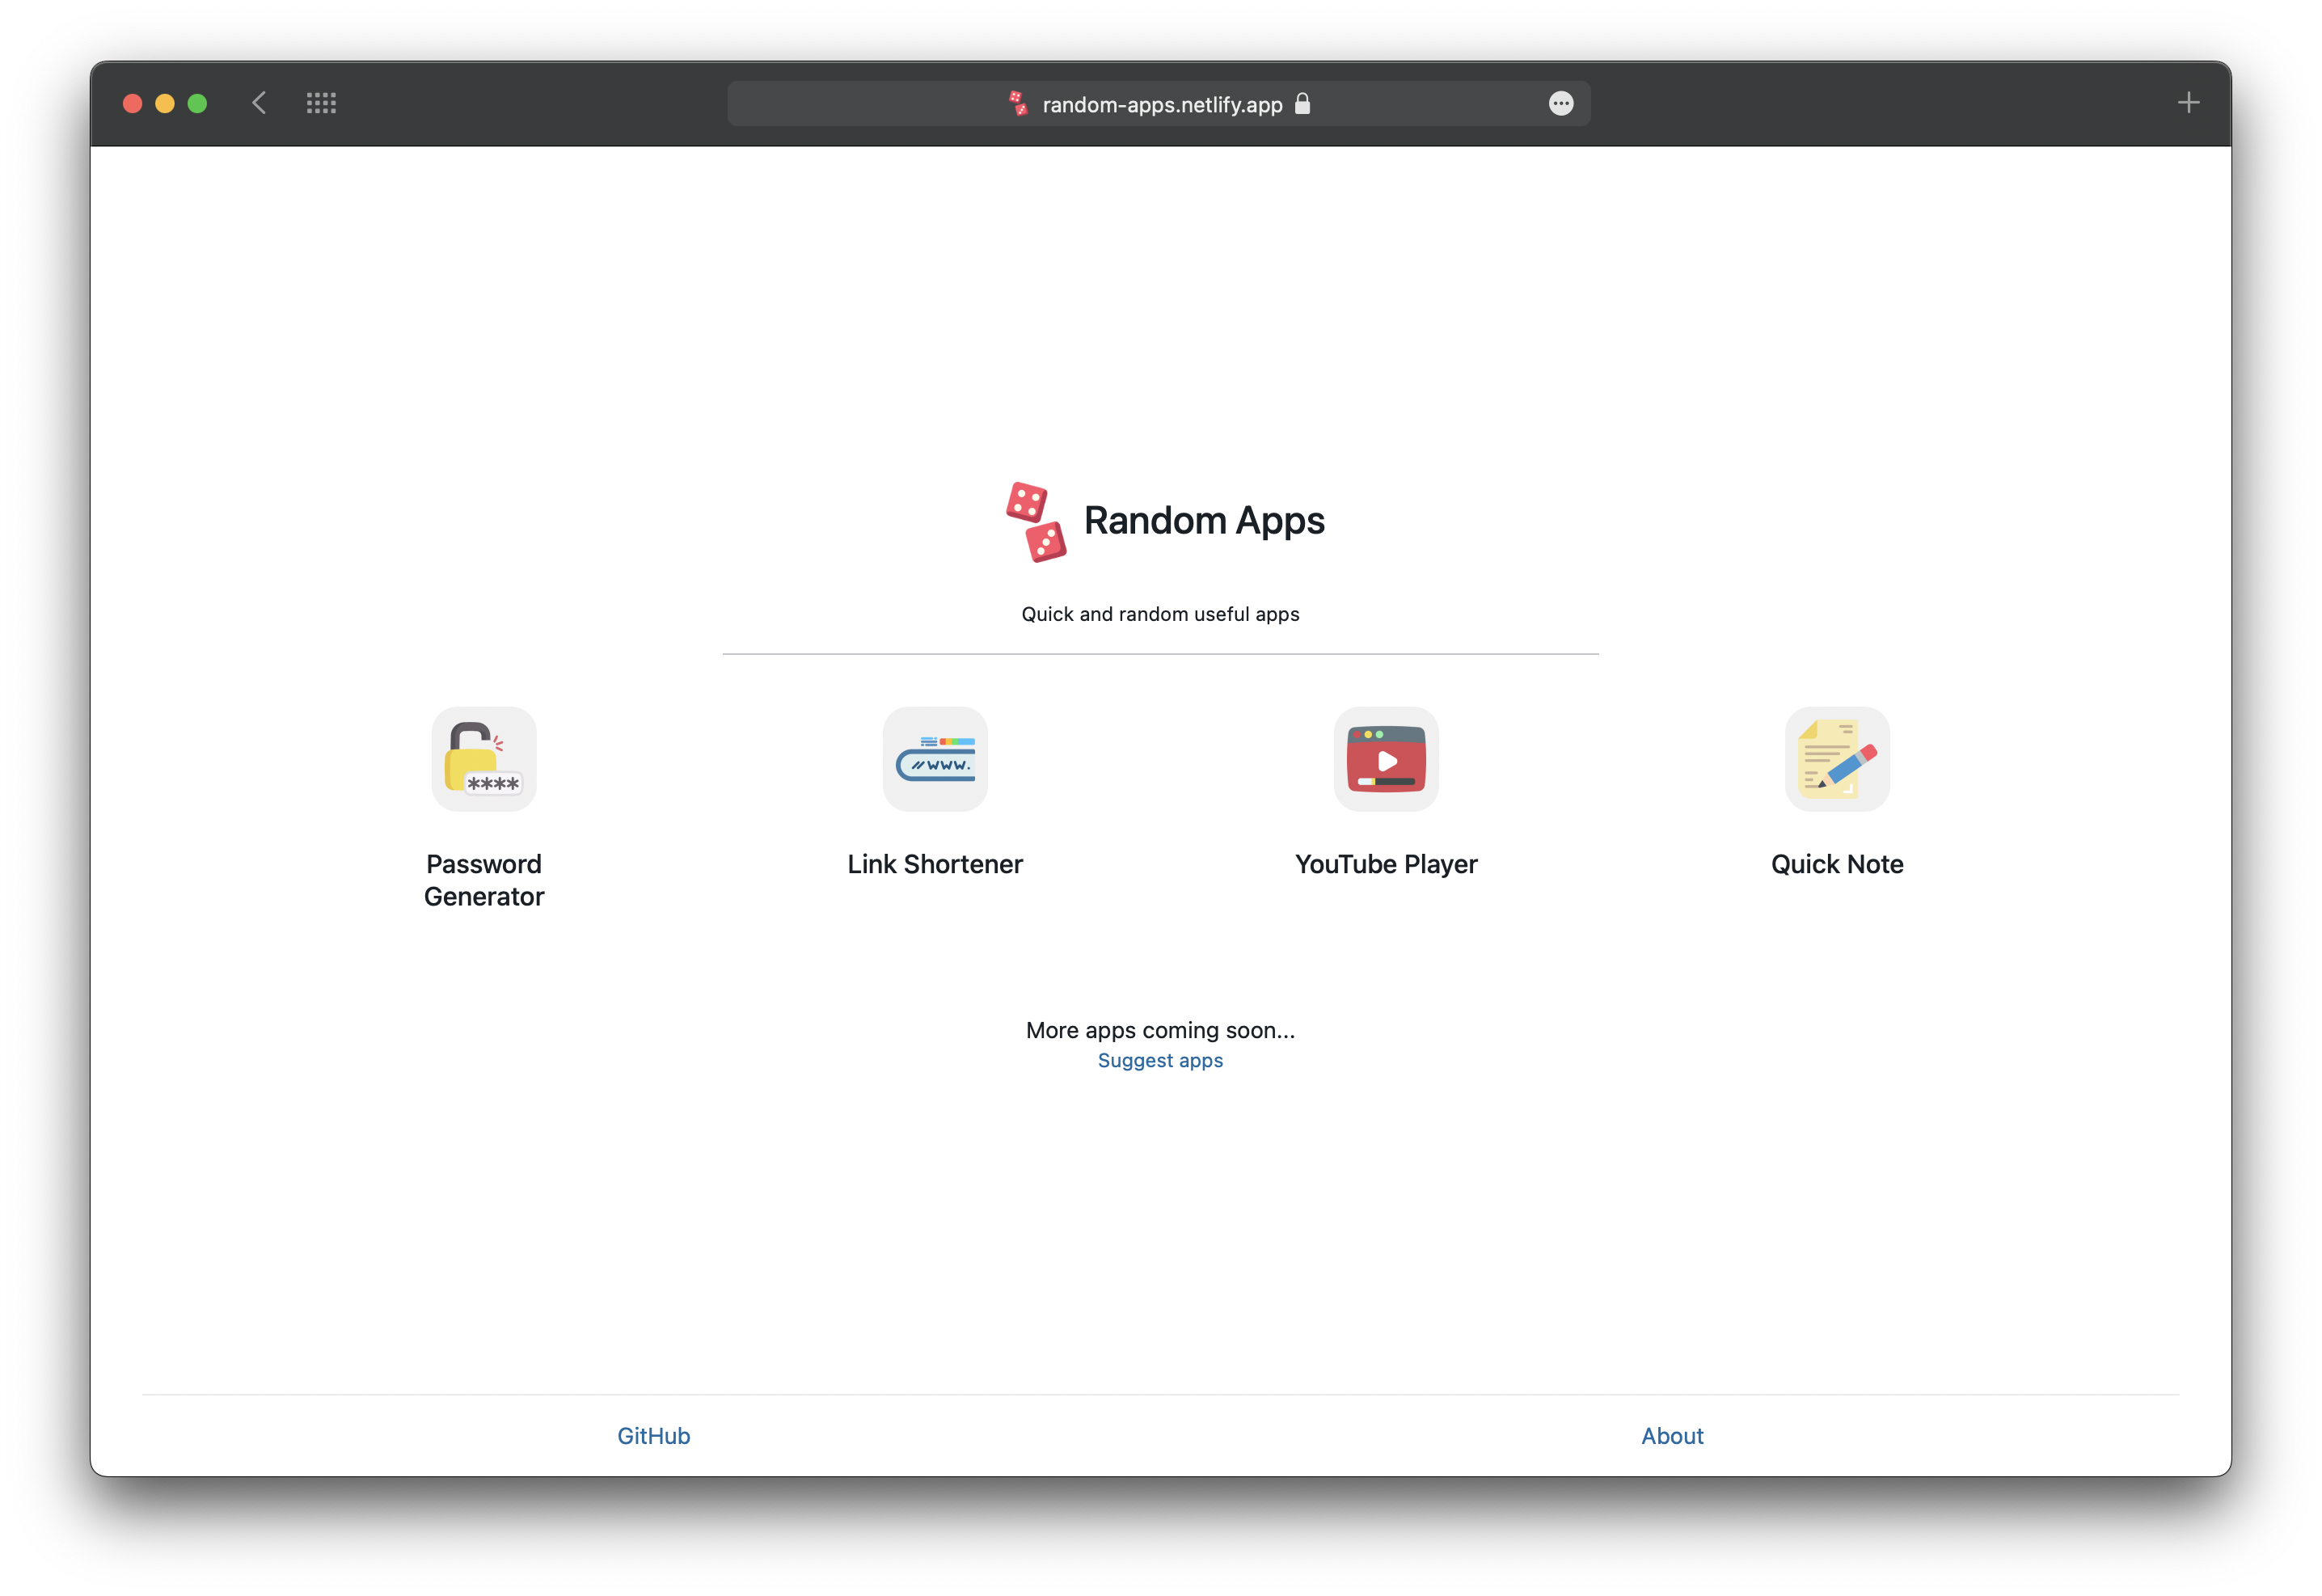 random-apps.netlify.app
Random Apps
Quick and random useful apps
****
//www.
Password
Generator
Link Shortener
YouTube Player
Quick Note
More apps coming soon...
Suggest apps
GitHub
About